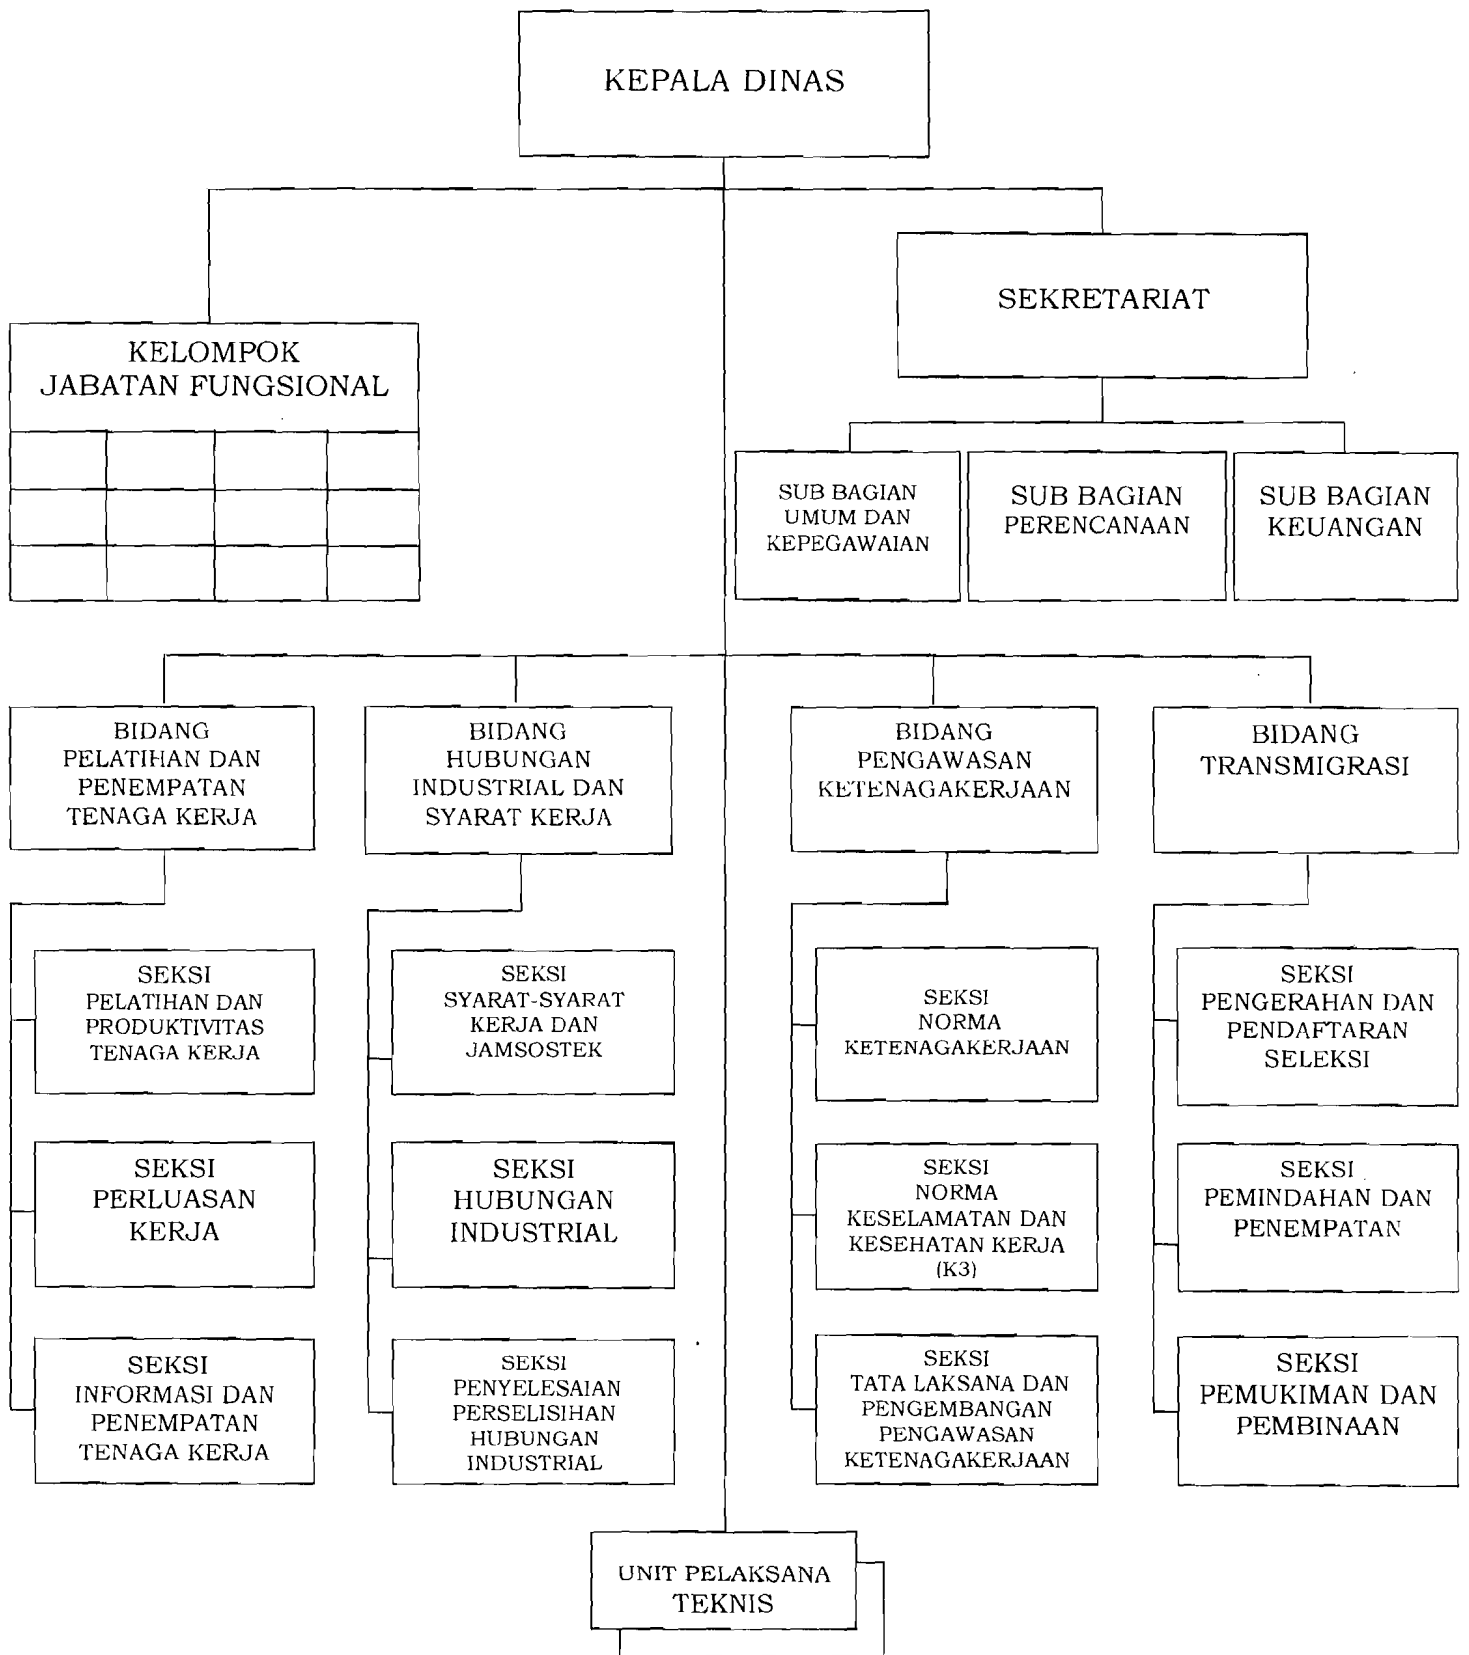 KEPALA DINAS
SEKRETARIAT
KELOMPOK
JABATAN FUNGSIONAL
SUB BAGIAN
UMUM DAN
KEPEGAWAIAN
SUB BAGIAN
PERENCANAAN
SUB BAGIAN
KEUANGAN
BIDANG
PELATIHAN DAN
PENEMPATAN
TENAGA KERJA
BIDANG
HUBUNGAN
INDUSTRIAL DAN
SYARAT KERJA
BIDANG
PENGAWASAN
KETENAGAKERJAAN
BIDANG
TRANSMIGRASI
SEKSI
PELATIHAN DAN
PRODUKTIVITAS
TENAGA KERJA
SEKSI
SYARAT-SYARAT
KERJA DAN
JAMSOSTEK
SEKSI
NORMA
KETENAGAKERJAAN
SEKSI
PENGERAHAN DAN
PENDAFTARAN
SELEKSI
SEKSI
PERLUASAN
KERJA
SEKSI
HUBUNGAN
INDUSTRIAL
SEKSI
NORMA
KESELAMATAN DAN
KESEHATAN KERJA
(K3)
SEKSI
PEMINDAHAN DAN
PENEMPATAN
SEKSI
INFORMASI DAN
PENEMPATAN
TENAGA KERJA
SEKSI
PENYELESAIAN
PERSELISIHAN
HUBUNGAN
INDUSTRIAL
SEKSI
TATA LAKSANA DAN
PENGEMBANGAN
PENGAWASAN
KETENAGAKERJAAN
SEKSI
PEMUKIMAN DAN
PEMBINAAN
UNIT PELAKSANA
TEKNIS